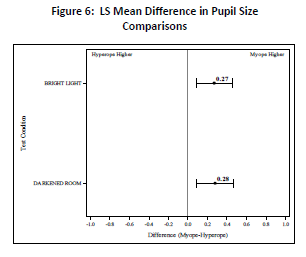 Figure 6: LS Mean Difference in Pupil Size
Comparisons
Hyperope Higher
Myope Higher
BRIGHT LIGHT
0.27
Test Condition
DARKENED ROOM
0.28
-1.0 -0.8 -0.6 -0.4 -0.2 0.0 0.2 0.4 0.6 0.8 1.0
Difference (Myope-Hyperope)